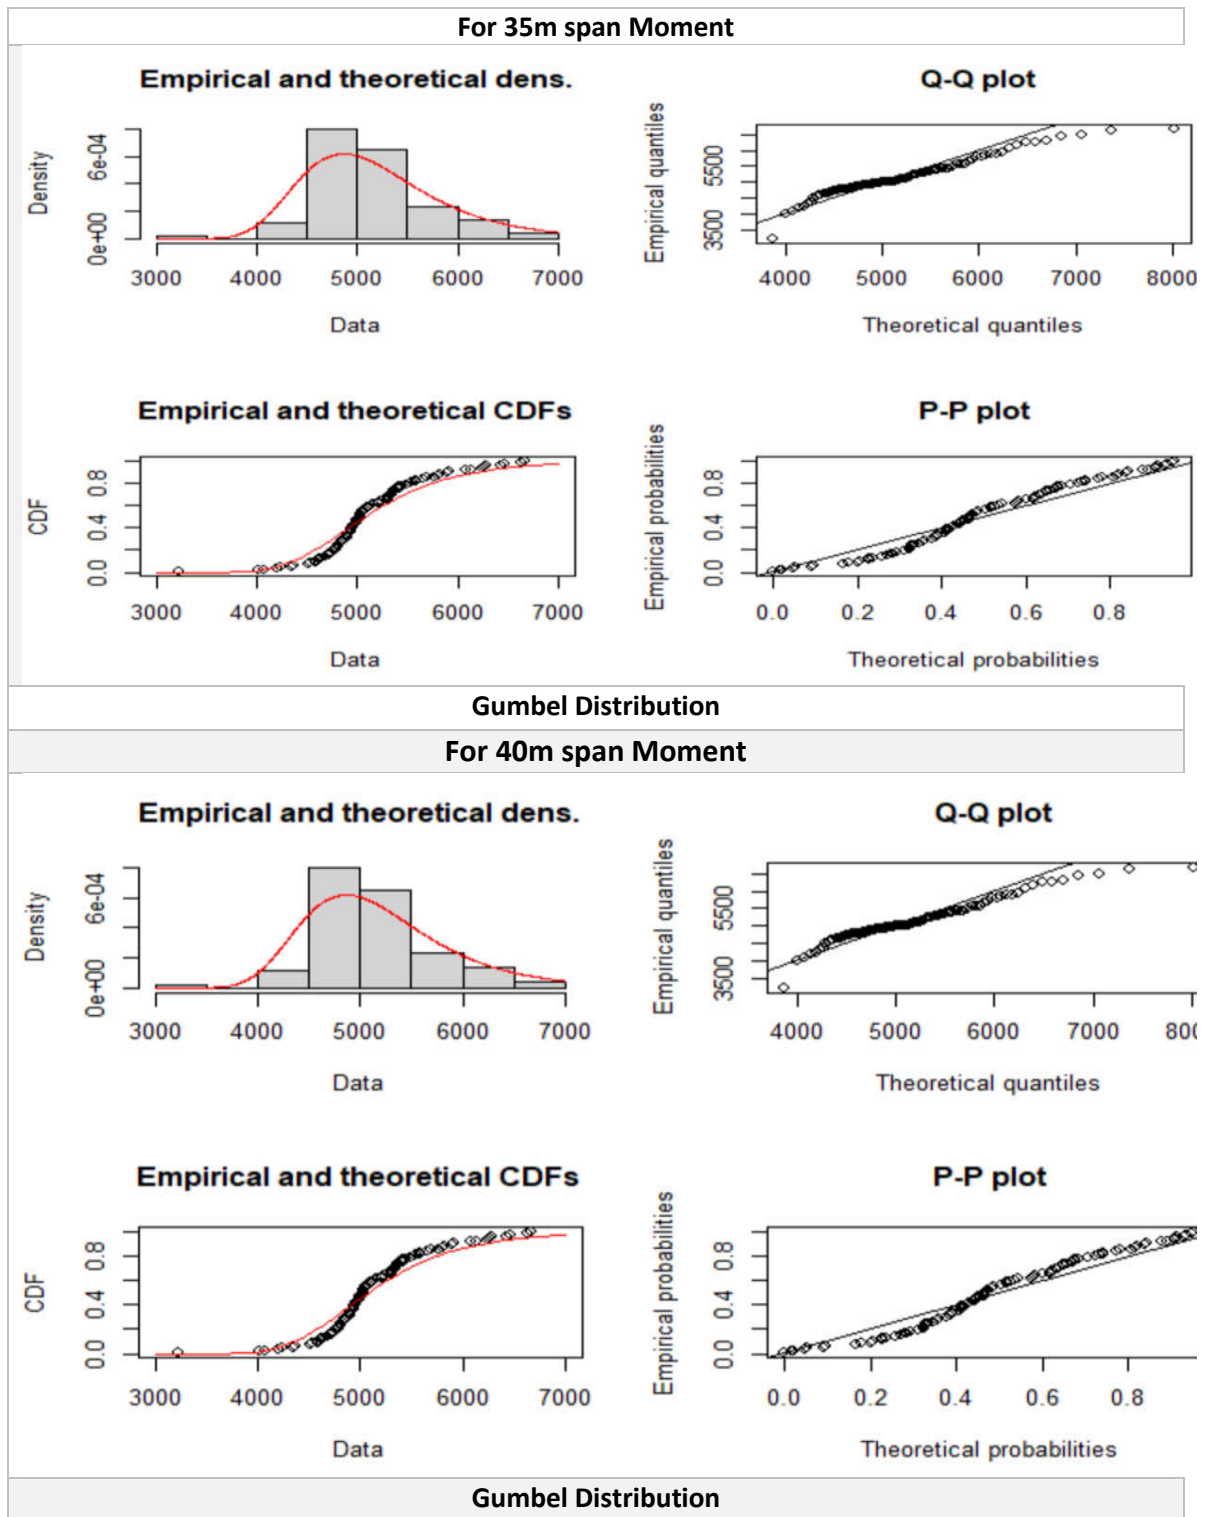 For 35m span Moment
Empirical and theoretical dens.
Density
0e+00 6e-04
3000 4000 5000 6000 7000
Data
Q-Q plot
Empirical quantiles
3500 5500
4000 5000 6000 7000 8000
Theoretical quantiles
Empirical and theoretical CDFs
CDF
0.0 0.4 0.8
3000 4000 5000 6000 7000
Data
P-P plot
Empirical probabilities
0.0 0.4 0.8
0.0 0.2 0.4 0.6 0.8
Theoretical probabilities
Gumbel Distribution
For 40m span Moment
Empirical and theoretical dens.
Density
0e+00 6e-04
3000 4000 5000 6000 7000
Data
Q-Q plot
Empirical quantiles
3500 5500
4000 5000 6000 7000 800
Theoretical quantiles
Empirical and theoretical CDFs
CDF
0.0 0.4 0.8
3000 4000 5000 6000 7000
Data
P-P plot
Empirical probabilities
0.0 0.4 0.8
0.0 0.2 0.4 0.6 0.8
Theoretical probabilities
Gumbel Distribution